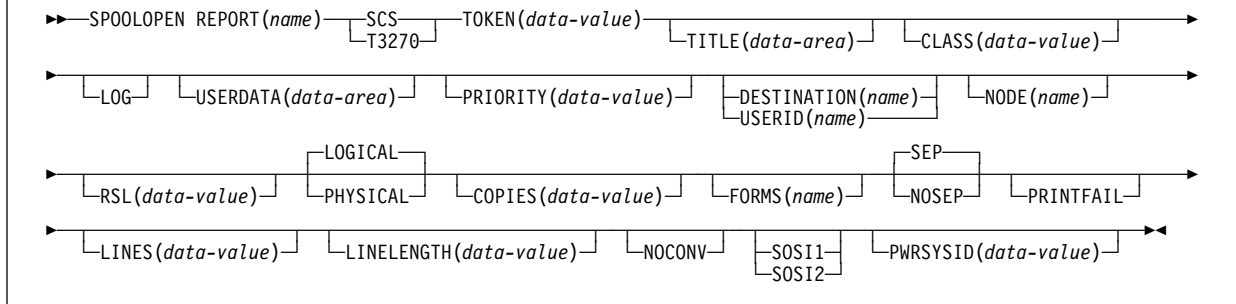 SPOOLOPEN REPORT(name) SCS TOKEN(data-value)
T3270 TITLE(data-area) CLASS(data-value)
LOG USERDATA(data-area) PRIORITY(data-value) DESTINATION(name) NODE(name)
USERID(name)
LOGICAL SEP
RSL(data-value) PHYSICAL COPIES(data-value) FORMS(name) NOSEP PRINTFAIL
LINES(data-value) LINELENGTH(data-value) NOCONV SOSI1 PWRSYSID(data-value)
SOSI2